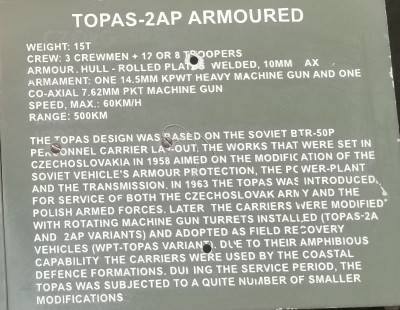 TOPAS-2AP ARMOURED
WEIGHT: 15T
CREW: 3 CREWMEN + 12 OR 8 TROOPERS
ARMOUR. HULL - ROLLED PLATES WELDED, 10MM AX
ARMAMENT: ONE 14.5MM KPWT HEAVY MACHINE GUN AND ONE
CO-AXIAL 7.62MM PKT MACHINE GUN
SPEED, MAX.: 60KM/H
RANGE: 500KM
THE TOPAS DESIGN WAS BASED ON THE SOVIET BTR-50P
PERSONNEL CARRIER LAYOUT. THE WORKS THAT WERE SET IN
CZECHOSLOVAKIA IN 1958 AIMED ON THE MODIFICATION OF THE
SOVIET VEHICLE'S ARMOUR PROTECTION, THE POWER-PLANT
AND THE TRANSMISSION. IN 1963 THE TOPAS WAS INTRODUCED,
FOR SERVICE OF BOTH THE CZECHOSLOVAK ARMY AND THE
POLISH ARMED FORCES. LATER THE CARRIERS WERE MODIFIED
WITH ROTATING MACHINE GUN TURRETS INSTALLED (TOPAS-2A
AND 2AP VARIANTS) AND ADOPTED AS FIELD RECOVERY
VEHICLES (WPT-TOPAS VARIANT). DUE TO THEIR AMPHIBIOUS
CAPABILITY THE CARRIERS WERE USED BY THE COASTAL
DEFENCE FORMATIONS. DURING THE SERVICE PERIOD, THE
TOPAS WAS SUBJECTED TO A QUITE NUMBER OF SMALLER
MODIFICATIONS